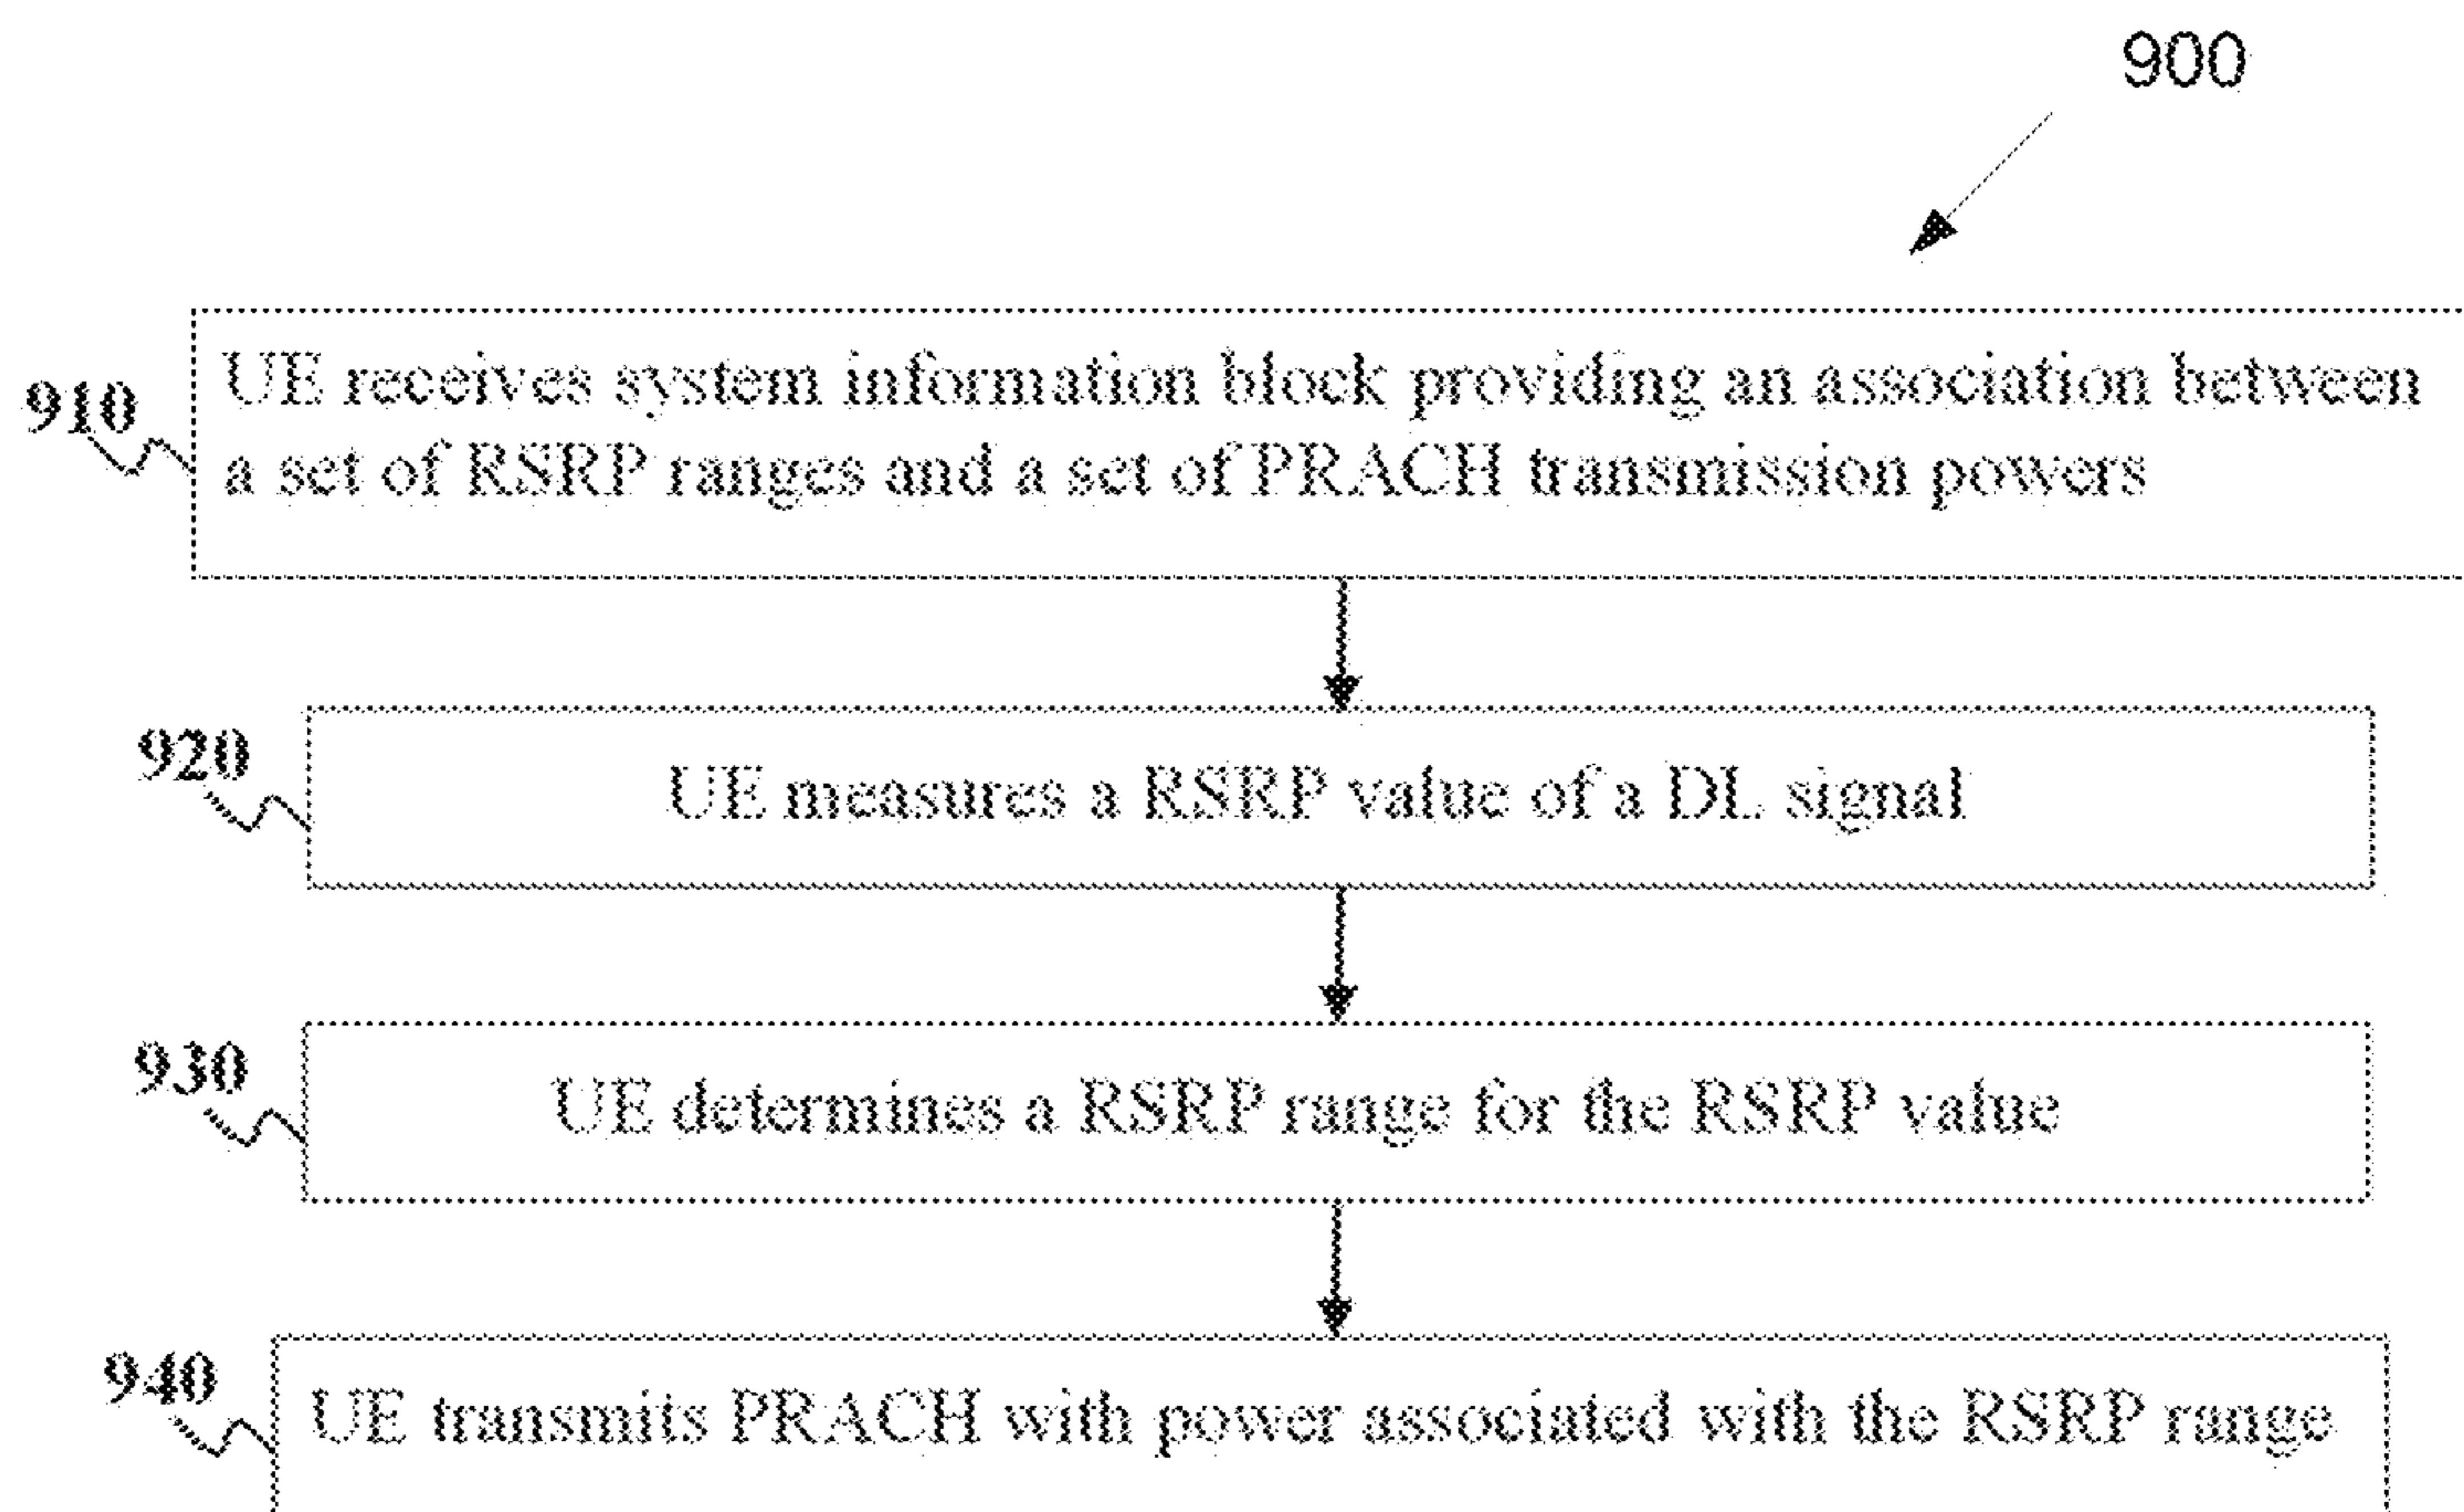 900
910
UE receives system information block providing an association between
a set of RSRP ranges and a set of PRACH transmission powers
920
UE measures a RSRP value of a DL signal
930
UE determines a RSRP range for the RSRP value
940
UE transmits PRACH with power associated with the RSRP range